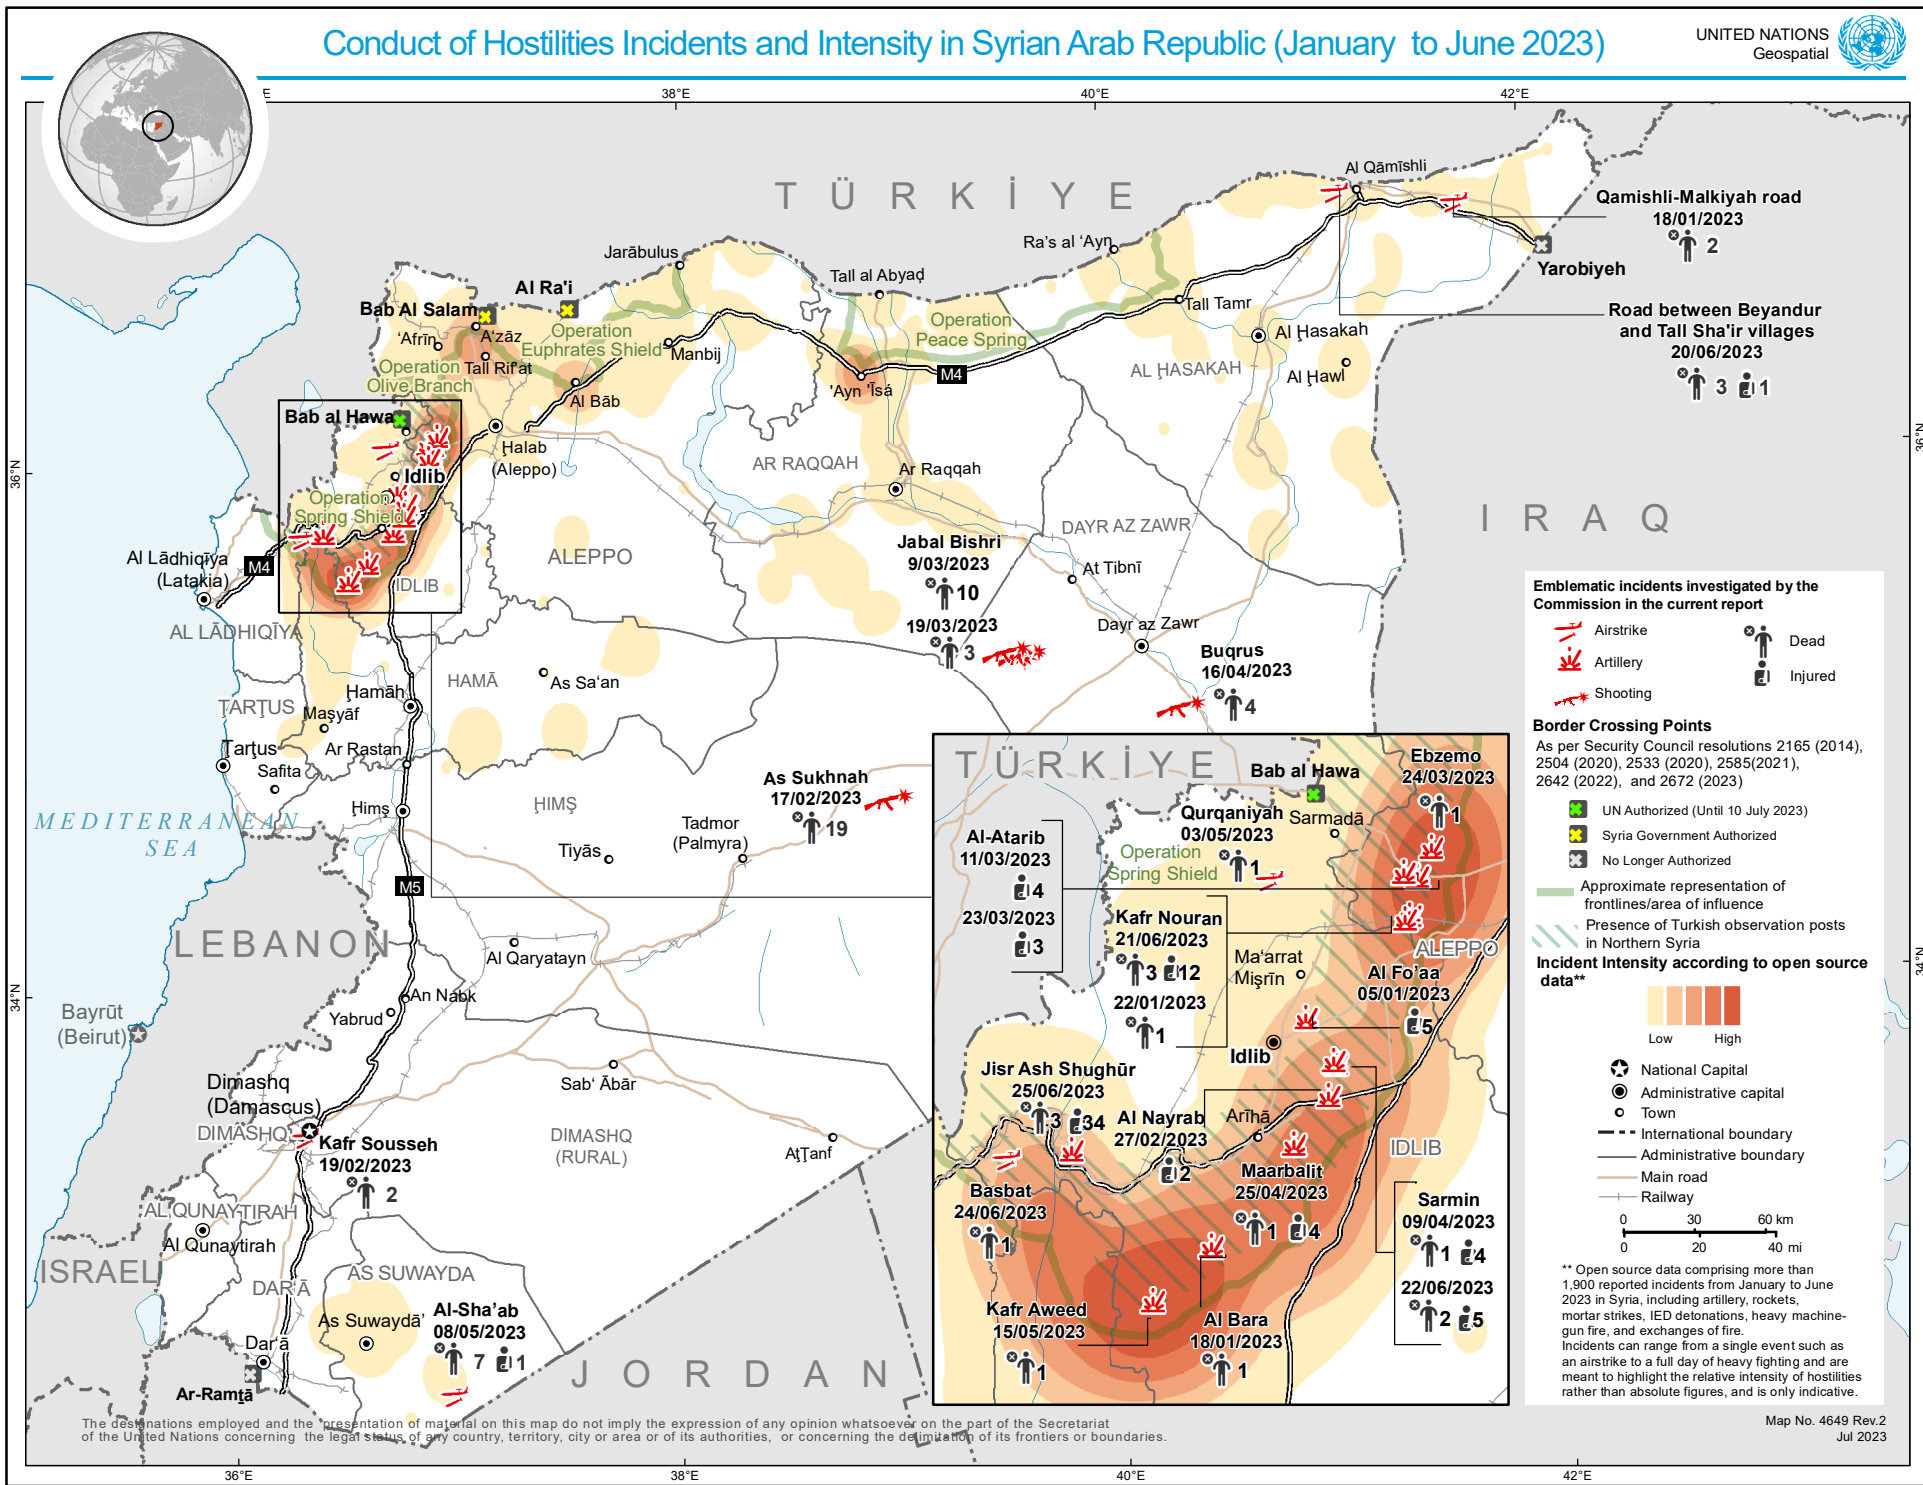 Conduct of Hostilities Incidents and Intensity in Syrian Arab Republic (January to June 2023)
UNITED NATIONS
Geospatial
E
38°E
40°E
42°E
TÜRKİYE
Al Qāmīshli
Qamishli-Malkiyah road
18/01/2023
2
Yarobiyeh
Ra's al 'Ayn
Jarābulus
Tall al Abyaḑ
Al Ra'i
Bab Al Salam
'Afrīn
A'zāz
Tall Rif'at
Operation
Euphrates Shield
Manbij
Operation
Peace Spring
Tall Tamr
Al Ḩasakah
Al Hawl
AL ḨASAKAH
Road between Beyandur
and Tall Sha'ir villages
20/06/2023
3 1
Operation
Olive Branch
Al Bāb
'Ayn 'Īsá
M4
Bab al Hawa
Ḩalab
(Aleppo)
Idlib
AR RAQQAH
Ar Raqqah
36°N
36°N
Operation
Spring Shield
IRAQ
DAYR AZ ZAWR
Al Lādhiqīya
(Latakia)
M4
IDLIB
ALEPPO
Jabal Bishri
9/03/2023
10
19/03/2023
3
At Tibnī
Dayr az Zawr
AL LĀDHIQĪYA
Buqrus
16/04/2023
4
HAMĀ
As Sa'an
Ḩamāh
ŢARŢUS
Maşyāf
Ar Rastan
Ţarţus
Safita
Ḩimş
ḨIMŞ
As Sukhnah
17/02/2023
19
MEDITERRANEAN
SEA
Tadmor
(Palmyra)
Tiyās
M5
LEBANON
Al Qaryatayn
An Nabk
Yabrud
34°N
34°N
Bayrūt
(Beirut)
Dimashq
(Damascus)
DIMASHQ
Kafr Sousseh
19/02/2023
2
Sab' Ābār
DIMASHQ
(RURAL)
AţŢanf
AL QUNAYTIRAH
Al Qunaytirah
ISRAEL
DAR'Ā
AS SUWAYDA
As Suwaydā'
Al-Sha'ab
08/05/2023
7 1
Dar'ā
Ar-Ramtā
JORDAN
TÜRKİYE
Bab al Hawa
Ebzemo
24/03/2023
1
Qurqaniyah
03/05/2023
1
Sarmadā
Al-Atarib
11/03/2023
4
23/03/2023
3
Operation
Spring Shield
Kafr Nouran
21/06/2023
3 12
22/01/2023
1
Ma'arrat
Mişrīn
ALEPPO
Al Fo'aa
05/01/2023
5
Idlib
Jisr Ash Shughūr
25/06/2023
3 34
Al Nayrab
27/02/2023
2
Arīhā
IDLIB
Maarbalit
25/04/2023
1 4
Basbat
24/06/2023
1
Sarmin
09/04/2023
1 4
22/06/2023
2 5
Kafr Aweed
15/05/2023
1
Al Bara
18/01/2023
1
Emblematic incidents investigated by the
Commission in the current report
Airstrike
Dead
Artillery
Injured
Shooting
Border Crossing Points
As per Security Council resolutions 2165 (2014),
2504 (2020), 2533 (2020), 2585(2021),
2642 (2022), and 2672 (2023)
UN Authorized (Until 10 July 2023)
Syria Government Authorized
No Longer Authorized
Approximate representation of
frontlines/area of influence
Presence of Turkish observation posts
in Northern Syria
Incident Intensity according to open source
data**
Low High
National Capital
Administrative capital
Town
International boundary
Administrative boundary
Main road
Railway
0 30 60 km
0 20 40 mi
** Open source data comprising more than
1,900 reported incidents from January to June
2023 in Syria, including artillery, rockets,
mortar strikes, IED detonations, heavy machine-
gun fire, and exchanges of fire.
Incidents can range from a single event such as
an airstrike to a full day of heavy fighting and are
meant to highlight the relative intensity of hostilities
rather than absolute figures, and is only indicative.
The destnations employed and the presentation of material on this map do not imply the expression of any opinion whatsoever on the part of the Secretariat
of the United Nations concerning the legal status of any country, territory, city or area or of its authorities, or concerning the delimitation of its frontiers or boundaries.
Map No. 4649 Rev.2
Jul 2023
36°E
38°E
40°E
42°E